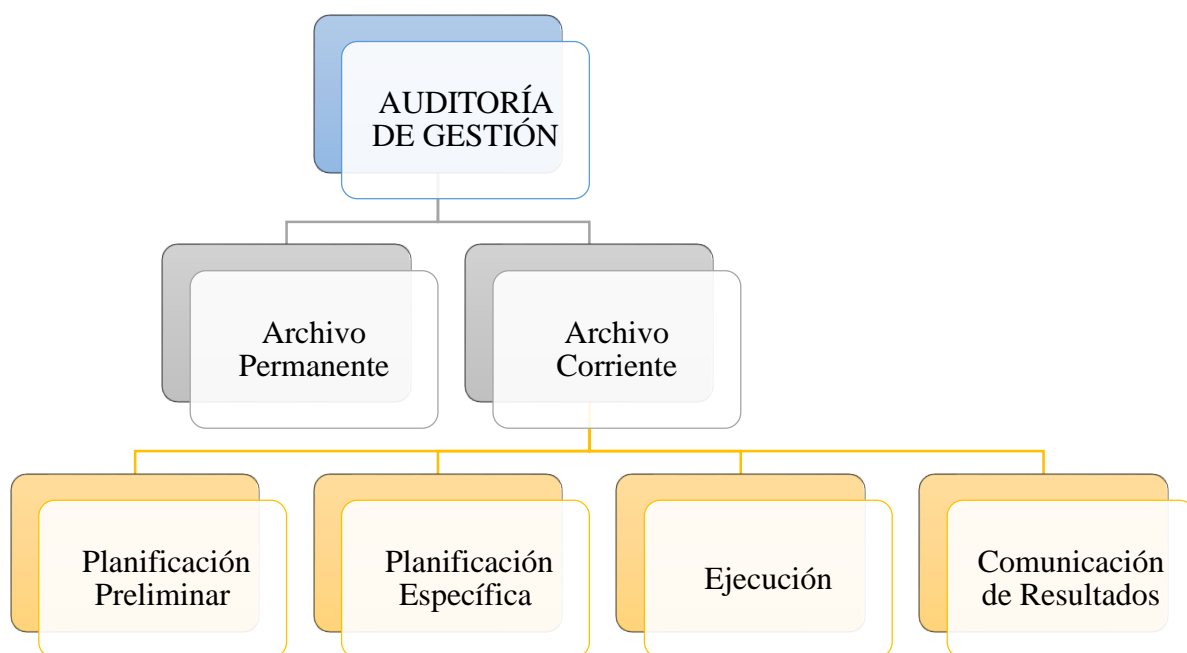 AUDITORÍA
DE GESTIÓN
Archivo
Permanente
Archivo
Corriente
Planificación
Preliminar
Planificación
Específica
Ejecución
Comunicación
de Resultados